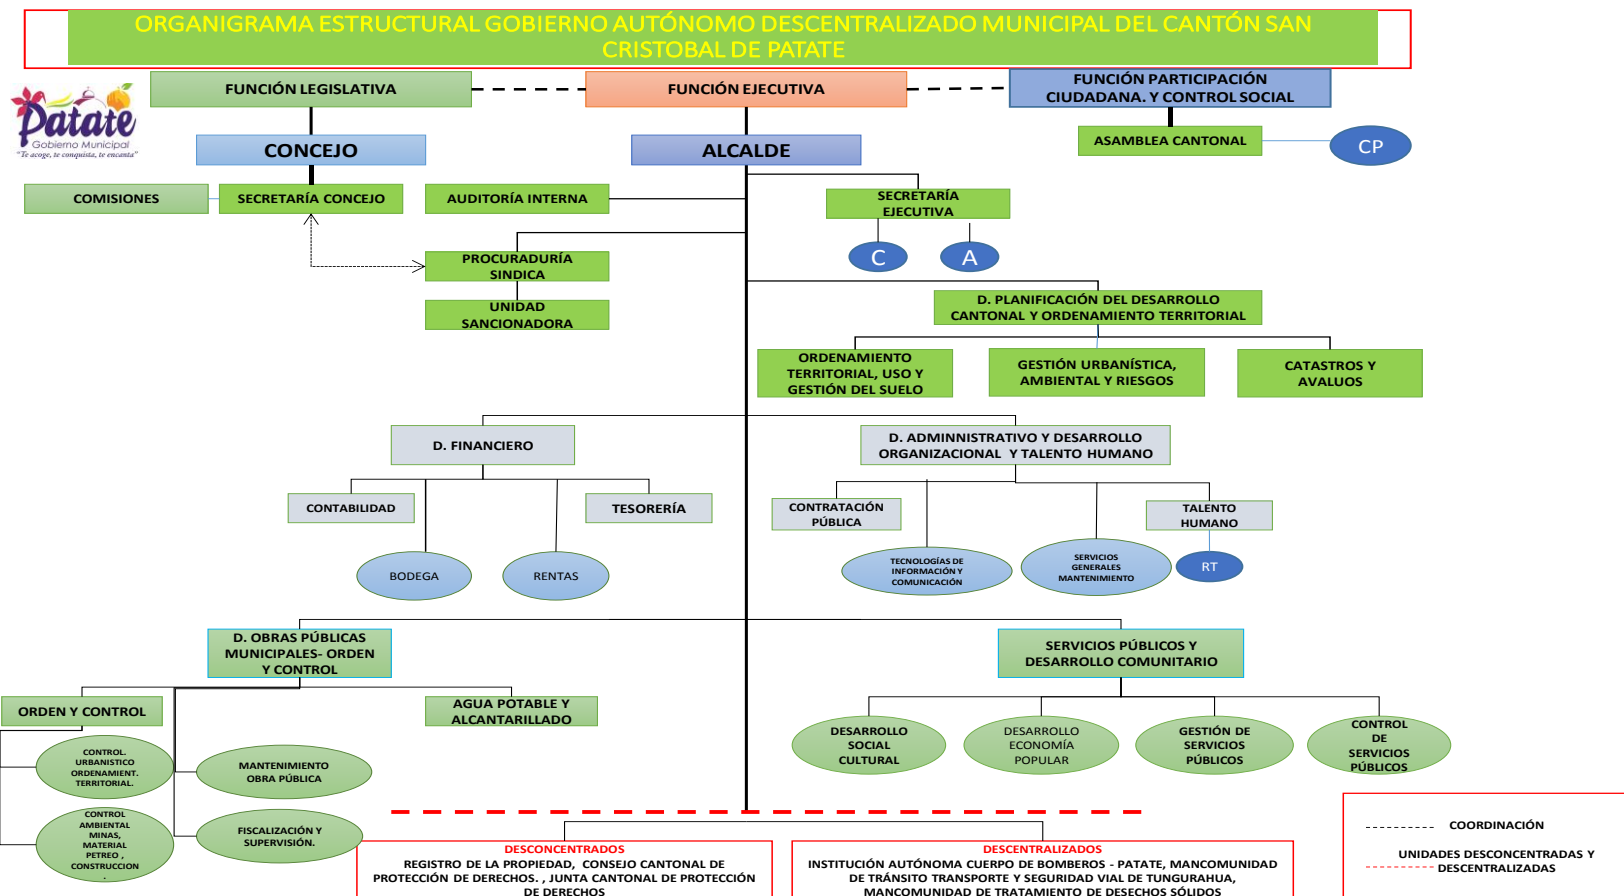 ORGANIGRAMA ESTRUCTURAL GOBIERNO AUTÓNOMO DESCENTRALIZADO MUNICIPAL DEL CANTÓN SAN
CRISTOBAL DE PATATE
Patate
Gobierno Municipal
"Te acoge, te conquista, te encanta"
FUNCIÓN LEGISLATIVA
FUNCIÓN EJECUTIVA
FUNCIÓN PARTICIPACIÓN
CIUDADANA. Y CONTROL SOCIAL
CONCEJO
ALCALDE
ASAMBLEA CANTONAL
CP
COMISIONES
SECRETARÍA CONCEJO
AUDITORÍA INTERNA
SECRETARÍA
EJECUTIVA
C
A
PROCURADURÍA
SINDICA
UNIDAD
SANCIONADORA
D. PLANIFICACIÓN DEL DESARROLLO
CANTONAL Y ORDENAMIENTO TERRITORIAL
ORDENAMIENTO
TERRITORIAL, USO Y
GESTIÓN DEL SUELO
GESTIÓN URBANÍSTICA,
AMBIENTAL Y RIESGOS
CATASTROS Y
AVALUOS
D. FINANCIERO
D. ADMINNISTRATIVO Y DESARROLLO
ORGANIZACIONAL Y TALENTO HUMANO
CONTABILIDAD
TESORERÍA
BODEGA
RENTAS
CONTRATACIÓN
PÚBLICA
TALENTO
HUMANO
TECNOLOGÍAS DE
INFORMACIÓN Y
COMUNICACIÓN
SERVICIOS
GENERALES
MANTENIMIENTO
RT
D. OBRAS PÚBLICAS
MUNICIPALES- ORDEN
Y CONTROL
SERVICIOS PÚBLICOS Y
DESARROLLO COMUNITARIO
ORDEN Y CONTROL
AGUA POTABLE Y
ALCANTARILLADO
CONTROL.
URBANISTICO
ORDENAMIENT.
TERRITORIAL.
MANTENIMIENTO
OBRA PÚBLICA
CONTROL
AMBIENTAL
MINAS,
MATERIAL
PETREO ,
CONSTRUCCION
.
FISCALIZACIÓN Y
SUPERVISIÓN.
DESARROLLO
SOCIAL
CULTURAL
DESARROLLO
ECONOMÍA
POPULAR
GESTIÓN DE
SERVICIOS
PÚBLICOS
CONTROL
DE
SERVICIOS
PÚBLICOS
DESCONCENTRADOS
REGISTRO DE LA PROPIEDAD, CONSEJO CANTONAL DE
PROTECCIÓN DE DERECHOS. , JUNTA CANTONAL DE PROTECCIÓN
DE DERECHOS
DESCENTRALIZADOS
INSTITUCIÓN AUTÓNOMA CUERPO DE BOMBEROS - PATATE, MANCOMUNIDAD
DE TRÁNSITO TRANSPORTE Y SEGURIDAD VIAL DE TUNGURAHUA,
MANCOMUNIDAD DE TRATAMIENTO DE DESECHOS SÓLIDOS
COORDINACIÓN
UNIDADES DESCONCENTRADAS Y
DESCENTRALIZADAS